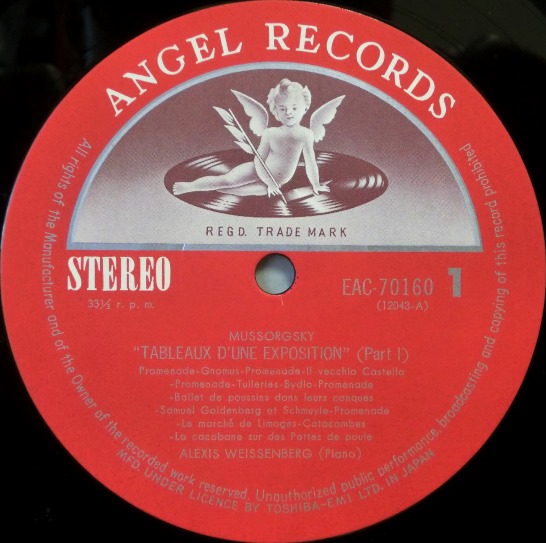 ANGEL RECORDS
REGD. TRADE MARK
STEREO
33⅓ r. p. m.
EAC-70160 1
(12043-A)
MUSSORGSKY
"TABLEAUX D'UNE EXPOSITION" (Part I)
Promenade-Gnomus-Promenade-Il vecchio Castello
-Promenade-Tuileries-Bydlo-Promenade
-Ballet de poussins dans leurs conques
-Samuel Goldenberg et Schmuyle-Promenade
-Le marché de Limoges-Catacombes
-La cacabane sur des Pattes de poule
ALEXIS WEISSENBERG (Piano)
All rights of the Manufacturer and of the Owner of the recorded work reserved. Unauthorized public performance, broadcasting and copying of this record prohibited
MFD. UNDER LICENCE BY TOSHIBA-EMI LTD. IN JAPAN